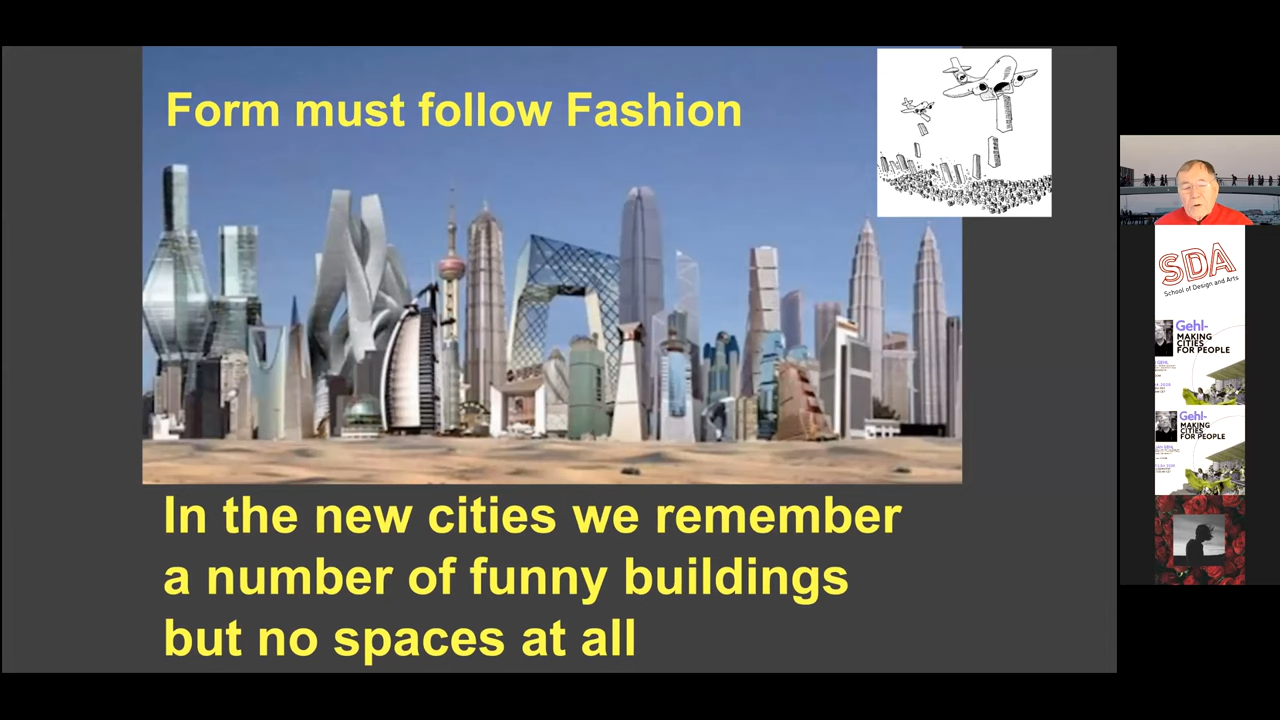 Form must follow Fashion
In the new cities we remember
a number of funny buildings
but no spaces at all
SDA
School of Design and Arts
Gehl-
MAKING
CITIES
FOR PEOPLE
Gehl-
MAKING
CITIES
FOR PEOPLE